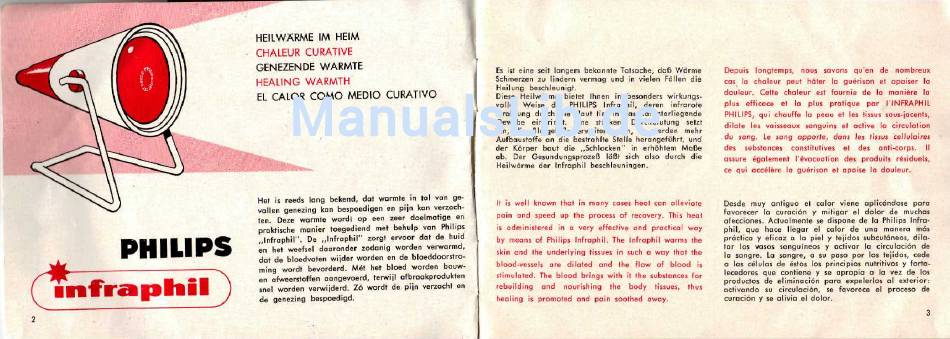 HEILWÄRME IM HEIM
CHALEUR CURATIVE
GENEZENDE WARMTE
HEALING WARMTH
EL CALOR COMO MEDIO CURATIVO
Het is reeds lang bekend, dat warmte in tal van ge-
vallen genezing kan bespoedigen en pijn kan verzach-
ten. Deze warmte wordt op een zeer doelmatige en
praktische manier toegediend met behulp van Philips
„Infraphil". De „Infraphil" zorgt ervoor dat de huid
en het weefsel daaronder zodanig worden verwarmd,
dat de bloedvaten wijder worden en de bloeddoorstro-
ming wordt bevorderd. Mét het bloed worden bouw-
en afweerstoffen aangevoerd, terwijl afbraakprodukten
snel worden verwijderd. Zó wordt de pijn verzacht en
de genezing bespoedigd.
PHILIPS
infraphil
2
Es ist eine seit langem bekannte Tatsache, daß Wärme
Schmerzen zu lindern vermag und in vielen Fällen die
Heilung beschleunigt.
Diese Heilw bietet Ihnen in besonders wirkungs-
voll Weise PHILIPS Infraphil, deren infrarote
Mehr
Aufbaustoffe an die bestrahlte Stelle herangeführt, und
der Körper baut die „Schlacken" in erhöhtem Maße
ab. Der Gesundungsprozeß läßt sich also durch die
Heilwärme der Infraphil beschleunigen.
It is well known that in many cases heat can alleviate
pain and speed up the process of recovery. This heat
is administered in a very effective and practical way
by means of Philips Infraphil. The Infraphil warms the
skin and the underlying tissues in such a way that the
blood-vessels are dilated and the flow of blood is
stimulated. The blood brings with it the substances for
rebuilding and nourishing the body tissues, thus
healing is promoted and pain soothed away.
Depuis longtemps, nous savons qu'en de nombreux
cas, la chaleur peut hâter la guérison et apaiser la
douleur. Cette chaleur est fournie de la manière la
plus efficace et la plus pratique par l'INFRAPHIL
PHILIPS, qui chauffe la peau et les tissus sous-jacents,
dilate les vaisseaux sanguins et active la circulation
du sang. Le sang apporte, dans les tissus cellulaires
des substances constitutives et des anti-corps. Il
assure également l'évacuation des produits résiduels,
ce qui accélère la guérison et apaise la douleur.
Desde muy antiguo el calor viene aplicándose para
favorecer la curación y mitigar el dolor de muchas
afecciones. Actualmente se dispone de la Philips Infra-
phil, que hace llegar el calor de una manera más
práctica y eficaz a la piel y tejidos subcutáneos, dila-
tar los vasos sanguíneos y activar la circulación de
la sangre. La sangre, a su paso por los tejidos, cede
a las células de éstos los principios nutritivos y forta-
lecedores que contiene y se apropia a la vez de los
productos de eliminación para expelerlos al exterior:
activando su circulación, se favorece el proceso de
curación y se alivia el dolor.
3
ManualsLib.de